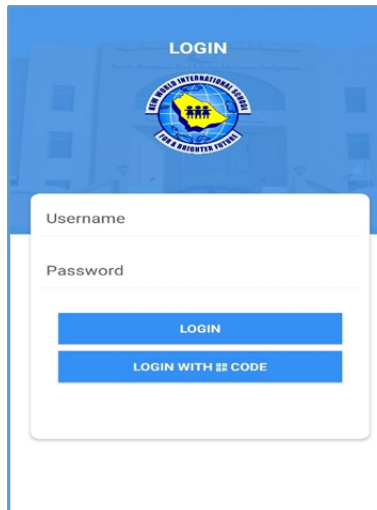 LOGIN
NEW WORLD INTERNATIONAL SCHOOL
FOR A BRIGHTER FUTURE
Username
Password
LOGIN
LOGIN WITH CODE